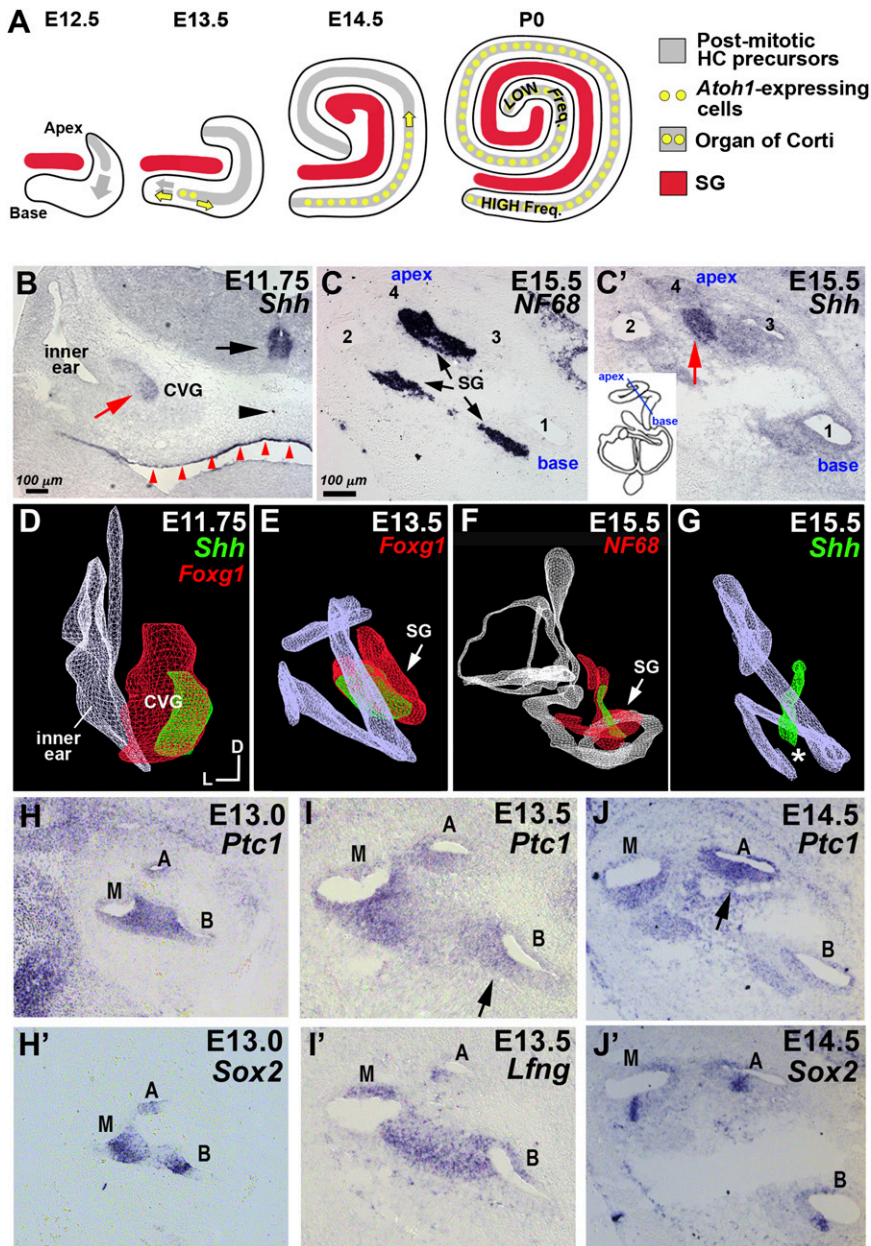 A
E12.5 E13.5 E14.5 P0
Apex
Base
LOW Freq.
HIGH Freq.
Post-mitotic
HC precursors
Atoh1-expressing
cells
Organ of Corti
SG
B E11.75
Shh
inner
ear
CVG
100 µm
C apex E15.5
NF68
4
2 3
SG
1
base
100 µm
C' apex E15.5
Shh
4
2 3
apex
base
1
base
D E11.75
Shh
Foxg1
CVG
inner
ear
D
L
E E13.5
Foxg1
SG
F E15.5
NF68
SG
G E15.5
Shh
*
H E13.0
Ptc1
A
M
B
I E13.5
Ptc1
A
M
B
J E14.5
Ptc1
M A
B
H' E13.0
Sox2
A
M
B
I' E13.5
Lfng
A
M
B
J' E14.5
Sox2
M A
B